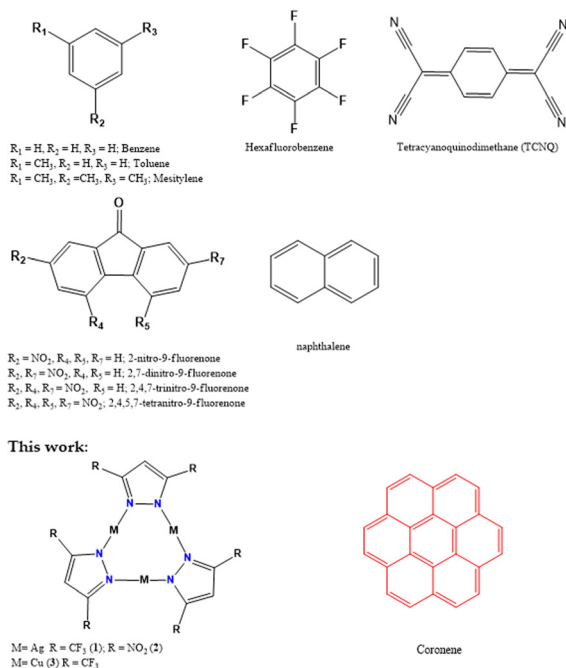 R₁ R₃
R₂
R₁ = H, R₂ = H, R₃ = H; Benzene
R₁ = CH₃, R₂ = H, R₃ = H; Toluene
R₁ = CH₃, R₂ =CH₃, R₃ = CH₃; Mesitylene
F
F F
F F
F
Hexafluorobenzene
N N
N N
Tetracyanoquinodimethane (TCNQ)
O
R₂ R₇
R₄ R₅
R₂ = NO₂, R₄, R₅, R₇ = H; 2-nitro-9-fluorenone
R₂, R₇ = NO₂, R₄, R₅ = H; 2,7-dinitro-9-fluorenone
R₂, R₄, R₇ = NO₂, R₅ = H; 2,4,7-trinitro-9-fluorenone
R₂, R₄, R₅, R₇ = NO₂; 2,4,5,7-tetranitro-9-fluorenone
naphthalene
This work:
R R
N N
M M
R N N R
N M N
R R
M= Ag R = CF₃ (1); R = NO₂ (2)
M= Cu (3) R = CF₃
Coronene